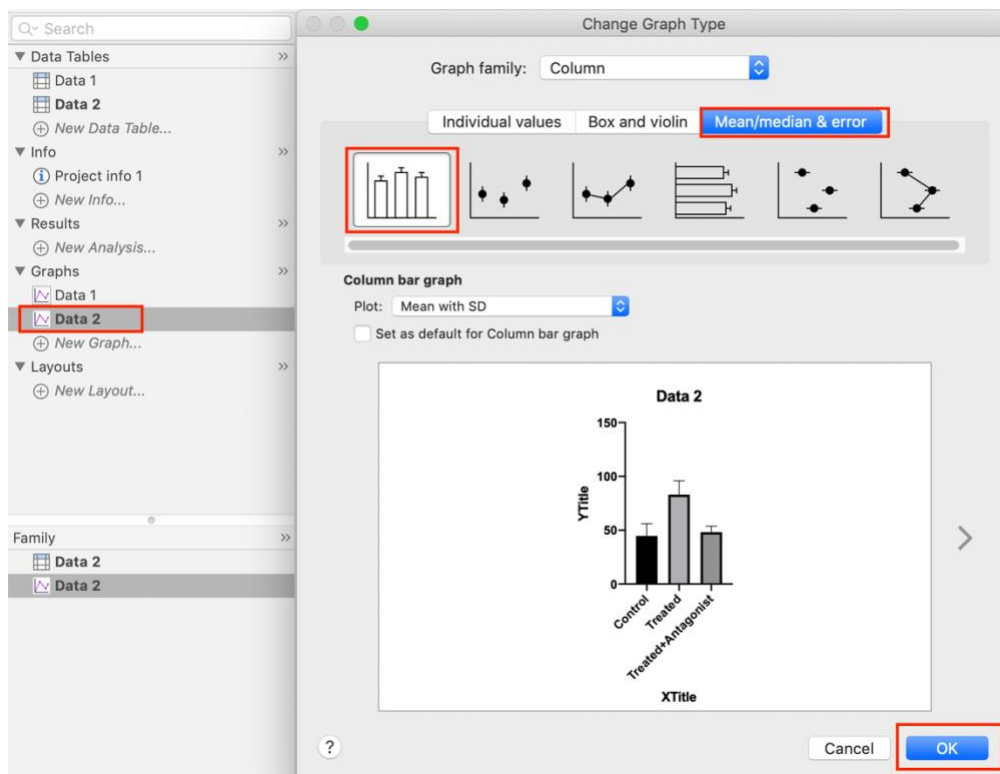 Search
Data Tables
Data 1
Data 2
New Data Table...
Info
Project info 1
New Info...
Results
New Analysis...
Graphs
Data 1
Data 2
New Graph...
Layouts
New Layout...
Family
Data 2
Data 2
Change Graph Type
Graph family: Column
Individual values Box and violin Mean/median & error
Column bar graph
Plot: Mean with SD
Set as default for Column bar graph
Data 2
150
100
50
0
YTitle
Control
Treated
Treated+Antagonist
XTitle
? Cancel OK